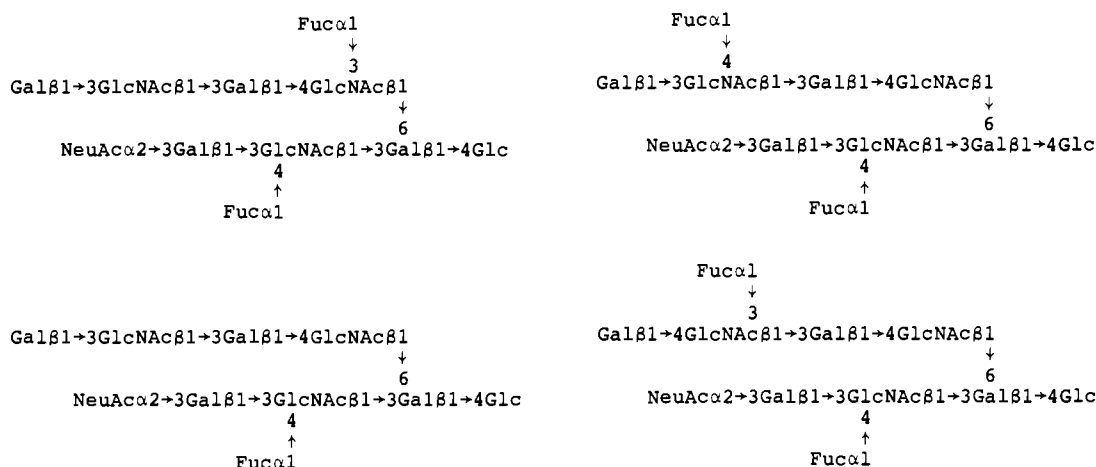 Fucα1
↓
3
Galβ1→3GlcNAcβ1→3Galβ1→4GlcNAcβ1
↓
6
NeuAcα2→3Galβ1→3GlcNAcβ1→3Galβ1→4Glc
4
↑
Fucα1
Fucα1
↓
4
Galβ1→3GlcNAcβ1→3Galβ1→4GlcNAcβ1
↓
6
NeuAcα2→3Galβ1→3GlcNAcβ1→3Galβ1→4Glc
4
↑
Fucα1
Galβ1→3GlcNAcβ1→3Galβ1→4GlcNAcβ1
↓
6
NeuAcα2→3Galβ1→3GlcNAcβ1→3Galβ1→4Glc
4
↑
Fucα1
Fucα1
↓
3
Galβ1→4GlcNAcβ1→3Galβ1→4GlcNAcβ1
↓
6
NeuAcα2→3Galβ1→3GlcNAcβ1→3Galβ1→4Glc
4
↑
Fucα1